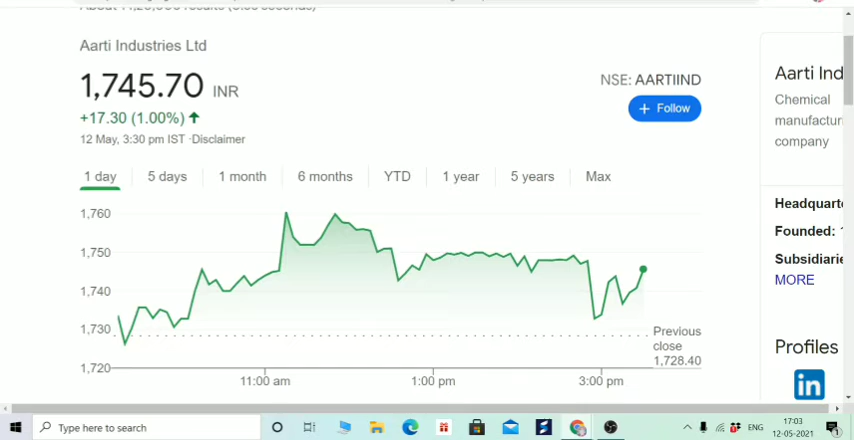 Aarti Industries Ltd
1,745.70 INR
NSE: AARTIIND
+17.30 (1.00%)
+ Follow
12 May, 3:30 pm IST ·Disclaimer
1 day 5 days 1 month 6 months YTD 1 year 5 years Max
1,760
1,750
1,740
1,730
1,720
Previous
close
1,728.40
11:00 am 1:00 pm 3:00 pm
Aarti Ind
Chemical
manufactur
company
Headquarte
Founded:
Subsidiarie
MORE
Profiles
in
Type here to search
ENG
17:03
12-05-2021
1